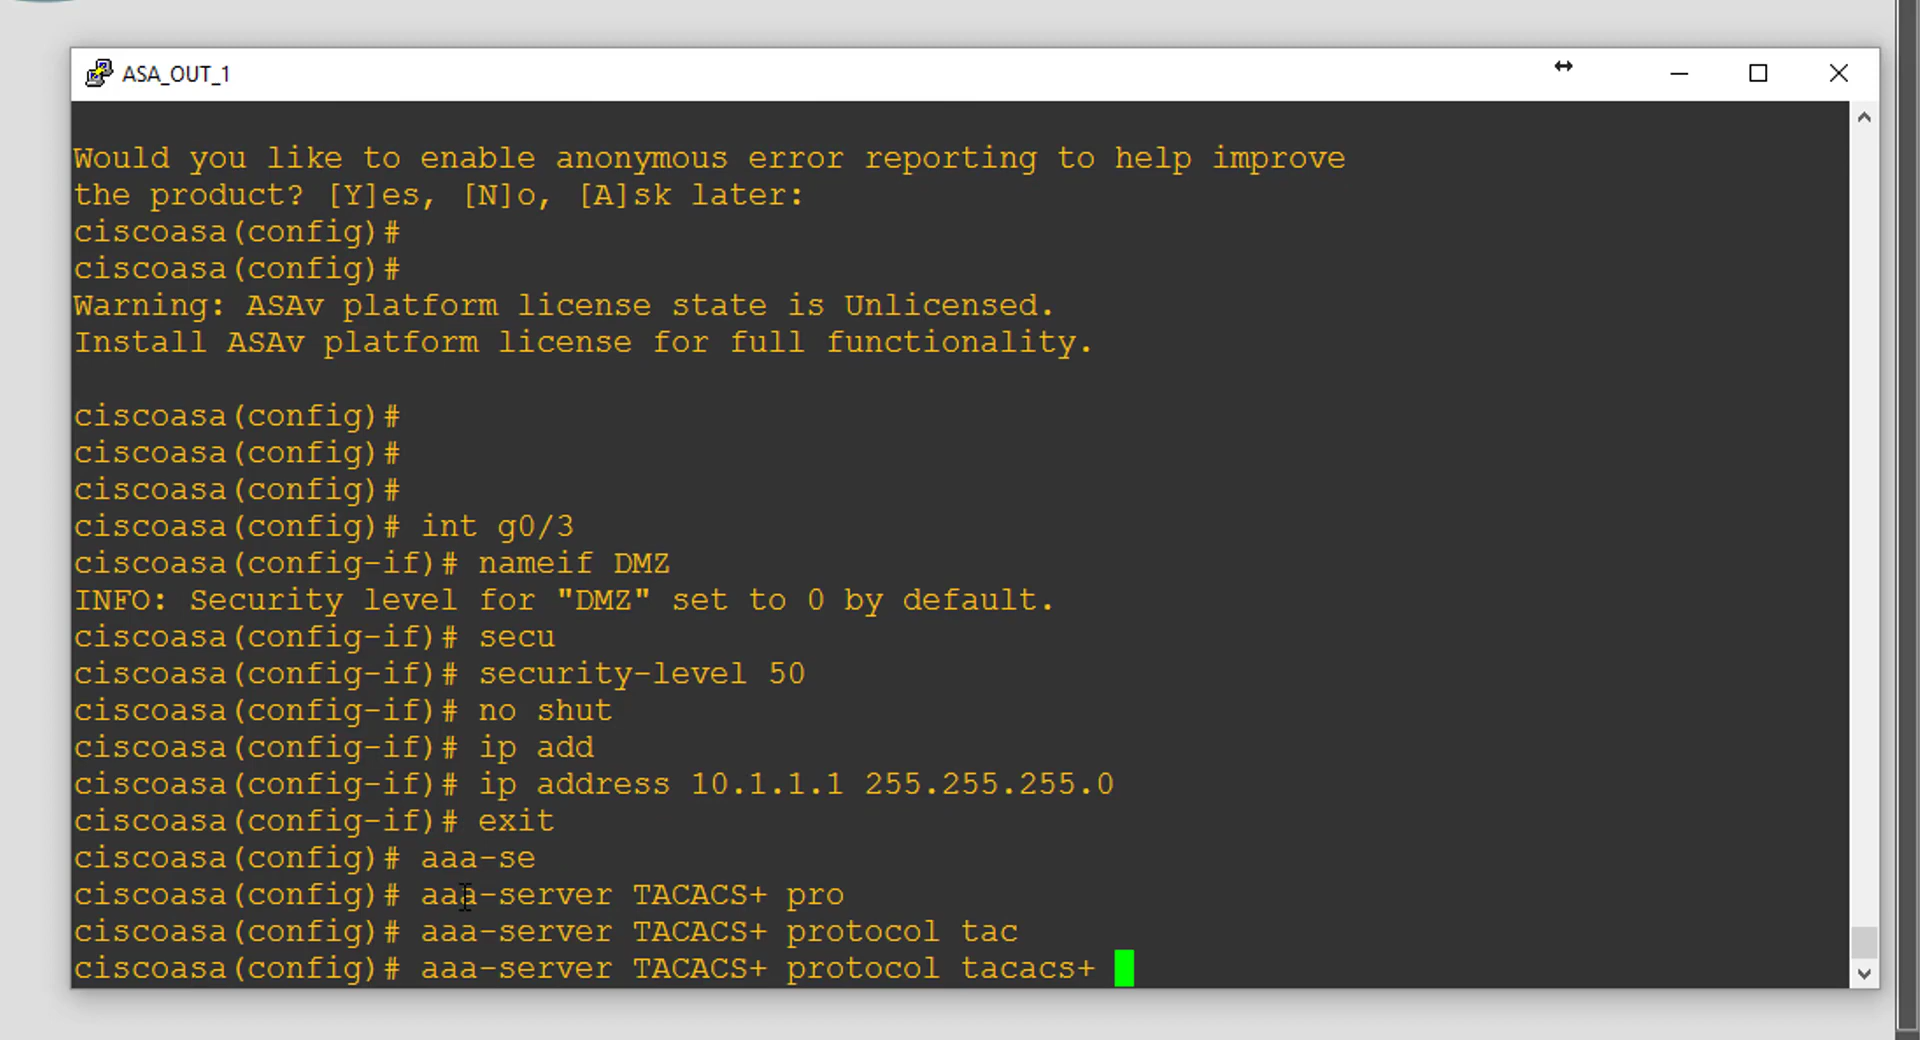 ASA_OUT_1
Would you like to enable anonymous error reporting to help improve
the product? [Y]es, [N]o, [A]sk later:
ciscoasa(config)#
ciscoasa(config)#
Warning: ASAv platform license state is Unlicensed.
Install ASAv platform license for full functionality.
ciscoasa(config)#
ciscoasa(config)#
ciscoasa(config)#
ciscoasa(config)# int g0/3
ciscoasa(config-if)# nameif DMZ
INFO: Security level for "DMZ" set to 0 by default.
ciscoasa(config-if)# secu
ciscoasa(config-if)# security-level 50
ciscoasa(config-if)# no shut
ciscoasa(config-if)# ip add
ciscoasa(config-if)# ip address 10.1.1.1 255.255.255.0
ciscoasa(config-if)# exit
ciscoasa(config)# aaa-se
ciscoasa(config)# aaa-server TACACS+ pro
ciscoasa(config)# aaa-server TACACS+ protocol tac
ciscoasa(config)# aaa-server TACACS+ protocol tacacs+